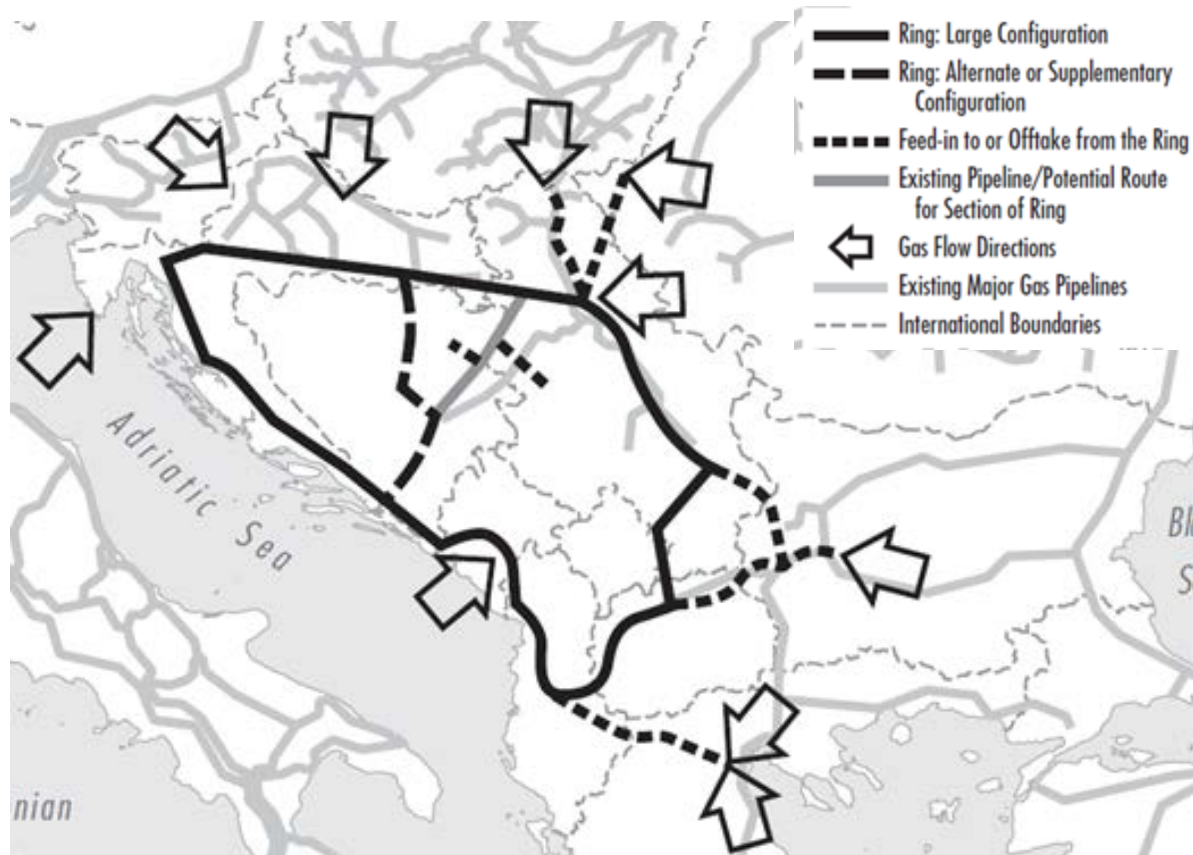 Ring: Large Configuration
Ring: Alternate or Supplementary
Configuration
Feed-in to or Offtake from the Ring
Existing Pipeline/Potential Route
for Section of Ring
Gas Flow Directions
Existing Major Gas Pipelines
International Boundaries
Adriatic Sea
Bl
S
nian